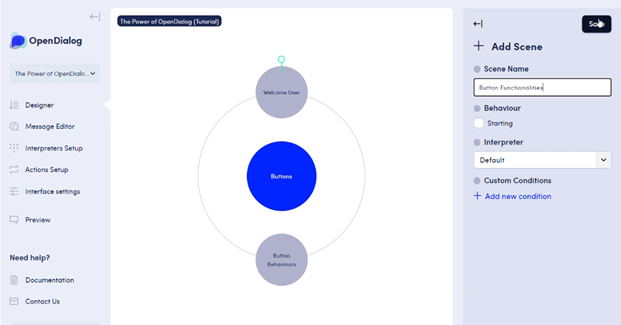 OpenDialog
The Power of OpenDialo...
Designer
Message Editor
Interpreters Setup
Actions Setup
Interface settings
Preview
Need help?
Documentation
Contact Us
The Power of OpenDialog (Tutorial)
Welcome User
Buttons
Button
Behaviours
Add Scene
Scene Name
Button Functionalities
Behaviour
Starting
Interpreter
Default
Custom Conditions
+ Add new condition